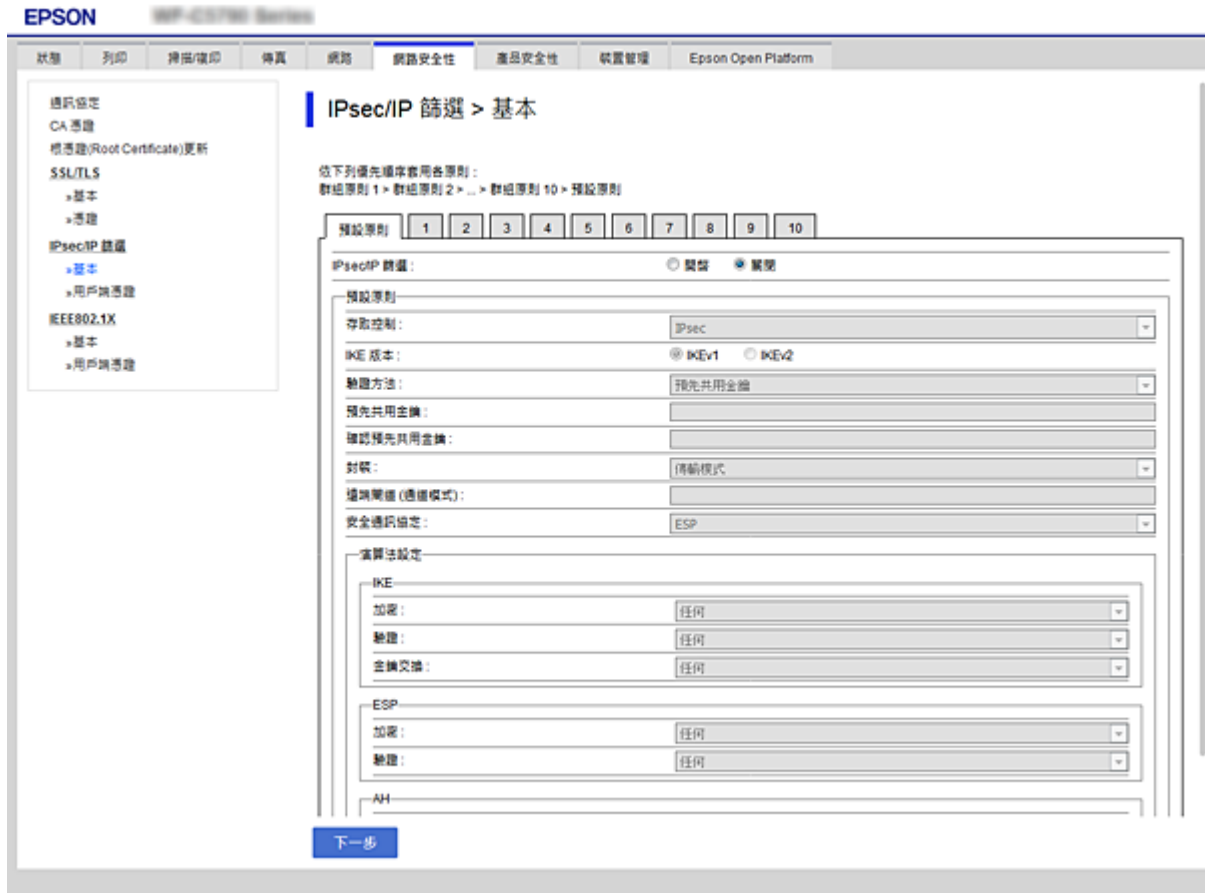 EPSON
WF-C5790 Series
狀態 列印 掃描/複印 傳真 網路 網路安全性 產品安全性 裝置管理 Epson Open Platform
通訊協定
CA 憑證
根憑證(Root Certificate)更新
SSL/TLS
»基本
»憑證
IPsec/IP 篩選
»基本
»用戶端憑證
IEEE802.1X
»基本
»用戶端憑證
IPsec/IP 篩選 > 基本
依下列優先順序套用各原則 :
群組原則 1 > 群組原則 2 > ... > 群組原則 10 > 預設原則
預設原則 1 2 3 4 5 6 7 8 9 10
IPsec/IP 篩選 : 開啓 關閉
預設原則
存取控制 : IPsec
IKE 版本 : IKEv1 IKEv2
驗證方法 : 預先共用金鑰
預先共用金鑰 :
確認預先共用金鑰 :
封裝 : 傳輸模式
遠端閘道 (通道模式) :
安全通訊協定 : ESP
演算法設定
IKE
加密 : 任何
驗證 : 任何
金鑰交換 : 任何
ESP
加密 : 任何
驗證 : 任何
AH
下一步